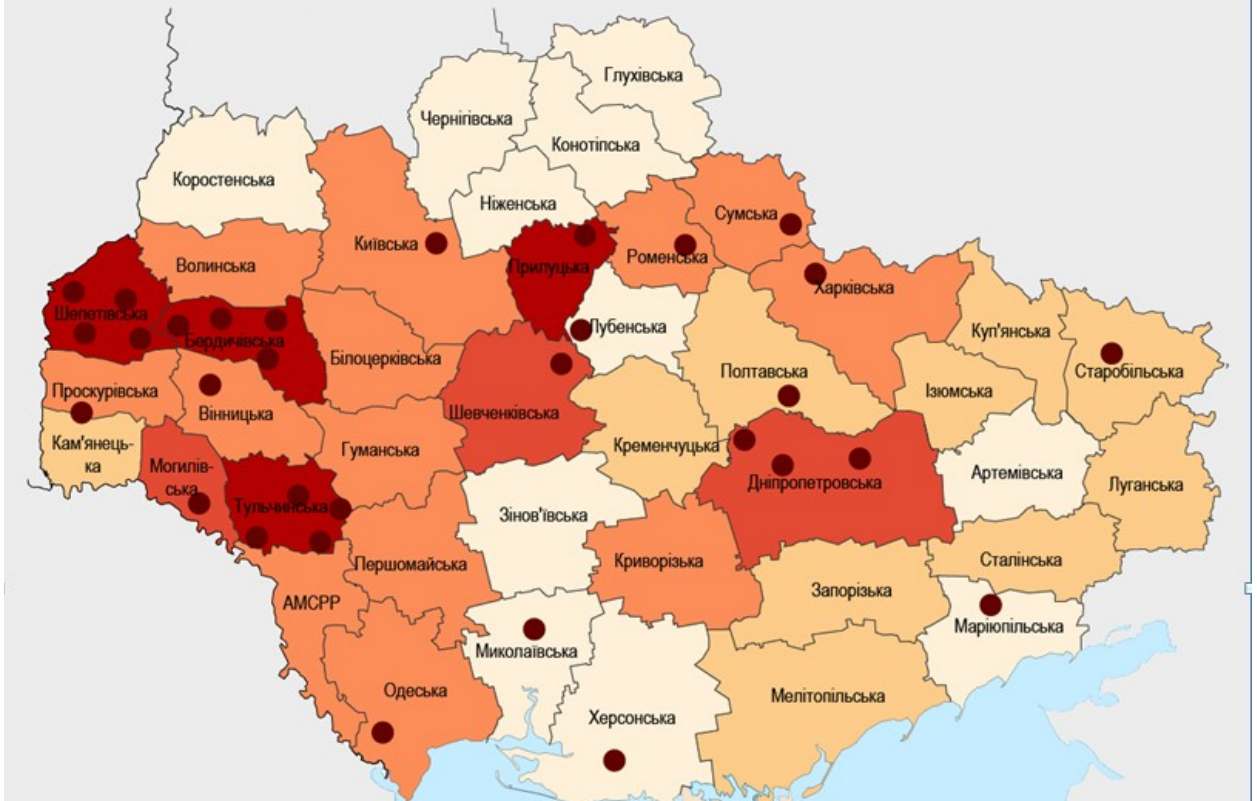 Глухівська
Чернігівська
Конотіпська
Коростенська
Ніженська
Сумська
Київська
Роменська
Волинська
Прилуцька
Харківська
Шепетівська
Лубенська
Куп'янська
Бердичівська
Білоцерківська
Полтавська
Старобільська
Проскурівська
Ізюмська
Вінницька
Шевченківська
Кам'янець-
ка
Гуманська
Кременчуцька
Могилів-
ська
Артемівська
Дніпропетровська
Луганська
Тульчинська
Зінов'ївська
Першомайська
Криворізька
Сталінська
Запорізька
АМСРР
Маріюпільська
Миколаївська
Одеська
Мелітопільська
Херсонська